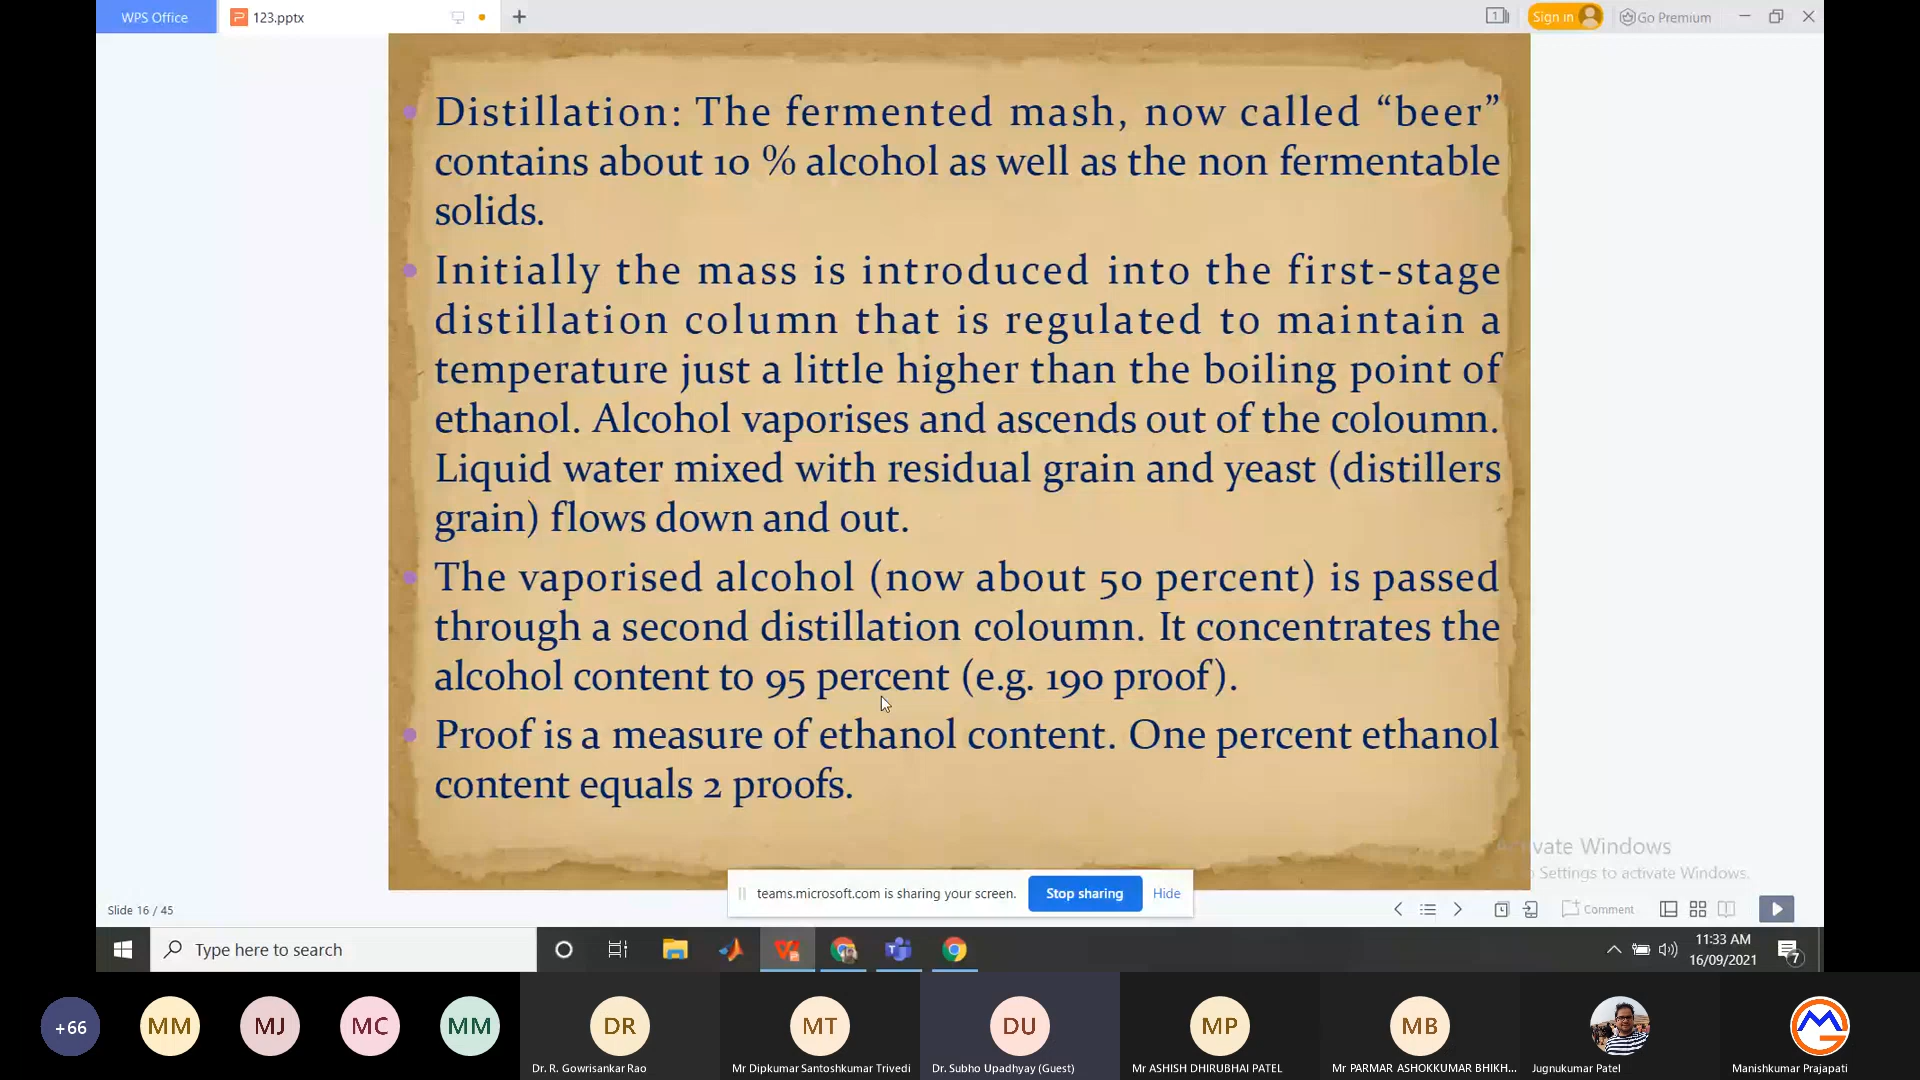 WPS Office
123.pptx
1
Sign in
Go Premium
Distillation: The fermented mash, now called “beer”
contains about 10 % alcohol as well as the non fermentable
solids.
Initially the mass is introduced into the first-stage
distillation column that is regulated to maintain a
temperature just a little higher than the boiling point of
ethanol. Alcohol vaporises and ascends out of the coloumn.
Liquid water mixed with residual grain and yeast (distillers
grain) flows down and out.
The vaporised alcohol (now about 50 percent) is passed
through a second distillation coloumn. It concentrates the
alcohol content to 95 percent (e.g. 190 proof).
Proof is a measure of ethanol content. One percent ethanol
content equals 2 proofs.
vate Windows
Settings to activate Windows.
teams.microsoft.com is sharing your screen.
Stop sharing
Hide
Slide 16 / 45
Comment
Type here to search
11:33 AM
16/09/2021
7
+66
MM
MJ
MC
MM
DR
MT
DU
MP
MB
Dr. R. Gowrisankar Rao
Mr Dipkumar Santoshkumar Trivedi
Dr. Subho Upadhyay (Guest)
Mr ASHISH DHIRUBHAI PATEL
Mr PARMAR ASHOKKUMAR BHIKH...
Jugnukumar Patel
Manishkumar Prajapati